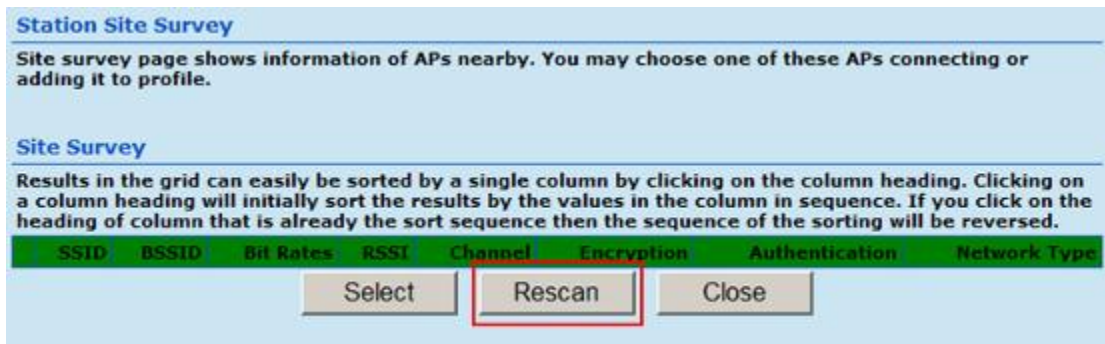 Station Site Survey
Site survey page shows information of APs nearby. You may choose one of these APs connecting or
adding it to profile.
Site Survey
Results in the grid can easily be sorted by a single column by clicking on the column heading. Clicking on
a column heading will initially sort the results by the values in the column in sequence. If you click on the
heading of column that is already the sort sequence then the sequence of the sorting will be reversed.
SSID BSSID Bit Rates RSSI Channel Encryption Authentication Network Type
Select Rescan Close